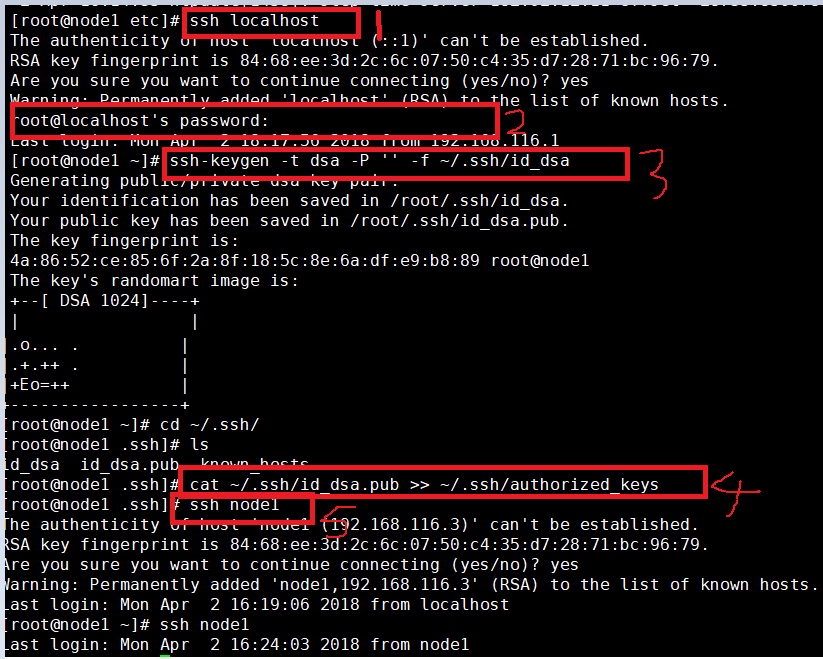 [root@node1 etc]# ssh localhost 1
The authenticity of host 'localhost (::1)' can't be established.
RSA key fingerprint is 84:68:ee:3d:2c:6c:07:50:c4:35:d7:28:71:bc:96:79.
Are you sure you want to continue connecting (yes/no)? yes
Warning: Permanently added 'localhost' (RSA) to the list of known hosts.
root@localhost's password: 2
Last login: Mon Apr  2 16:17:56 2018 from 192.168.116.1
[root@node1 ~]# ssh-keygen -t dsa -P '' -f ~/.ssh/id_dsa 3
Generating public/private dsa key pair.
Your identification has been saved in /root/.ssh/id_dsa.
Your public key has been saved in /root/.ssh/id_dsa.pub.
The key fingerprint is:
4a:86:52:ce:85:6f:2a:8f:18:5c:8e:6a:df:e9:b8:89 root@node1
The key's randomart image is:
+--[ DSA 1024]----+
|                 |
|.o... .          |
|.+.++ .          |
|+Eo=++           |
+-----------------+
[root@node1 ~]# cd ~/.ssh/
[root@node1 .ssh]# ls
id_dsa  id_dsa.pub  known_hosts
[root@node1 .ssh]# cat ~/.ssh/id_dsa.pub >> ~/.ssh/authorized_keys 4
[root@node1 .ssh]# ssh node1 5
The authenticity of host 'node1 (192.168.116.3)' can't be established.
RSA key fingerprint is 84:68:ee:3d:2c:6c:07:50:c4:35:d7:28:71:bc:96:79.
Are you sure you want to continue connecting (yes/no)? yes
Warning: Permanently added 'node1,192.168.116.3' (RSA) to the list of known hosts.
Last login: Mon Apr  2 16:19:06 2018 from localhost
[root@node1 ~]# ssh node1
Last login: Mon Apr  2 16:24:03 2018 from node1